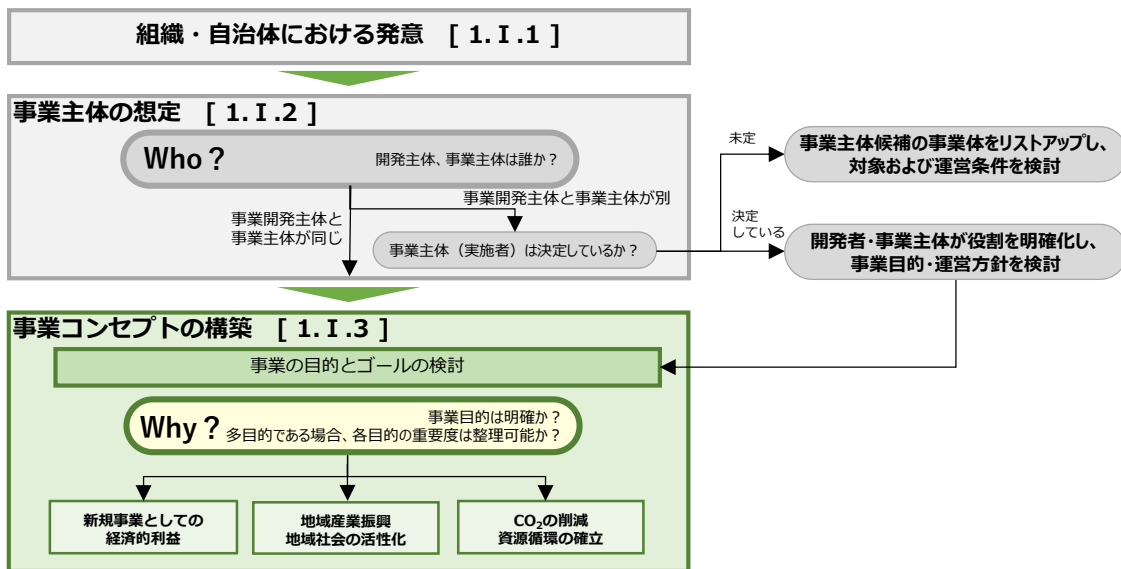 組織・自治体における発意 [ 1.Ⅰ.1 ]
事業主体の想定 [ 1.Ⅰ.2 ]
Who？
開発主体、事業主体は誰か？
事業開発主体と事業主体が別
事業開発主体と
事業主体が同じ
事業主体（実施者）は決定しているか？
未定
事業主体候補の事業体をリストアップし、
対象および運営条件を検討
決定
している
開発者・事業主体が役割を明確化し、
事業目的・運営方針を検討
事業コンセプトの構築 [ 1.Ⅰ.3 ]
事業の目的とゴールの検討
Why？
事業目的は明確か？
多目的である場合、各目的の重要度は整理可能か？
新規事業としての
経済的利益
地域産業振興
地域社会の活性化
CO₂の削減
資源循環の確立